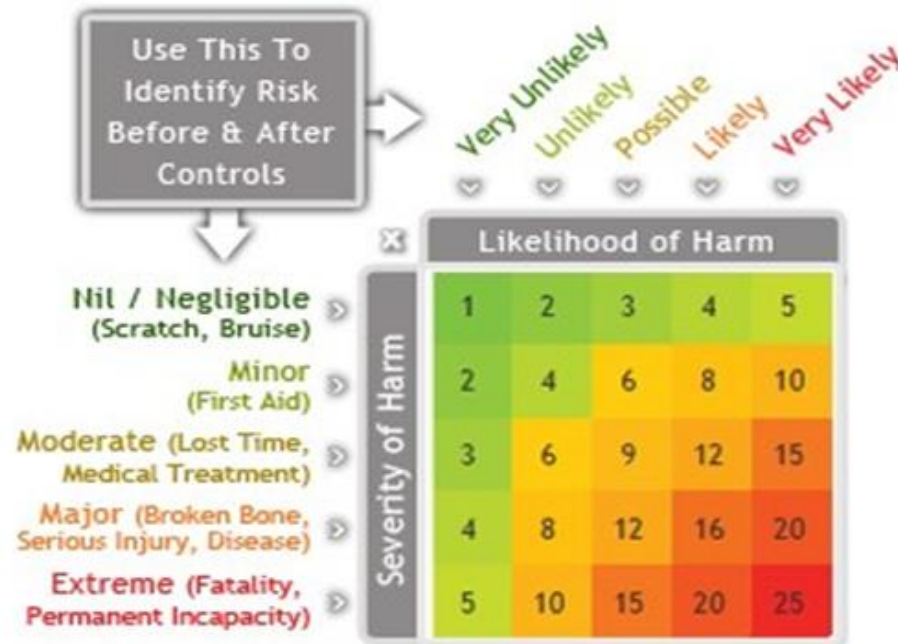 Use This To
Identify Risk
Before & After
Controls
Very Unlikely
Unlikely
Possible
Likely
Very Likely
x
Likelihood of Harm
Severity of Harm
Nil / Negligible
(Scratch, Bruise)
1 2 3 4 5
Minor
(First Aid)
2 4 6 8 10
Moderate (Lost Time,
Medical Treatment)
3 6 9 12 15
Major (Broken Bone,
Serious Injury, Disease)
4 8 12 16 20
Extreme (Fatality,
Permanent Incapacity)
5 10 15 20 25